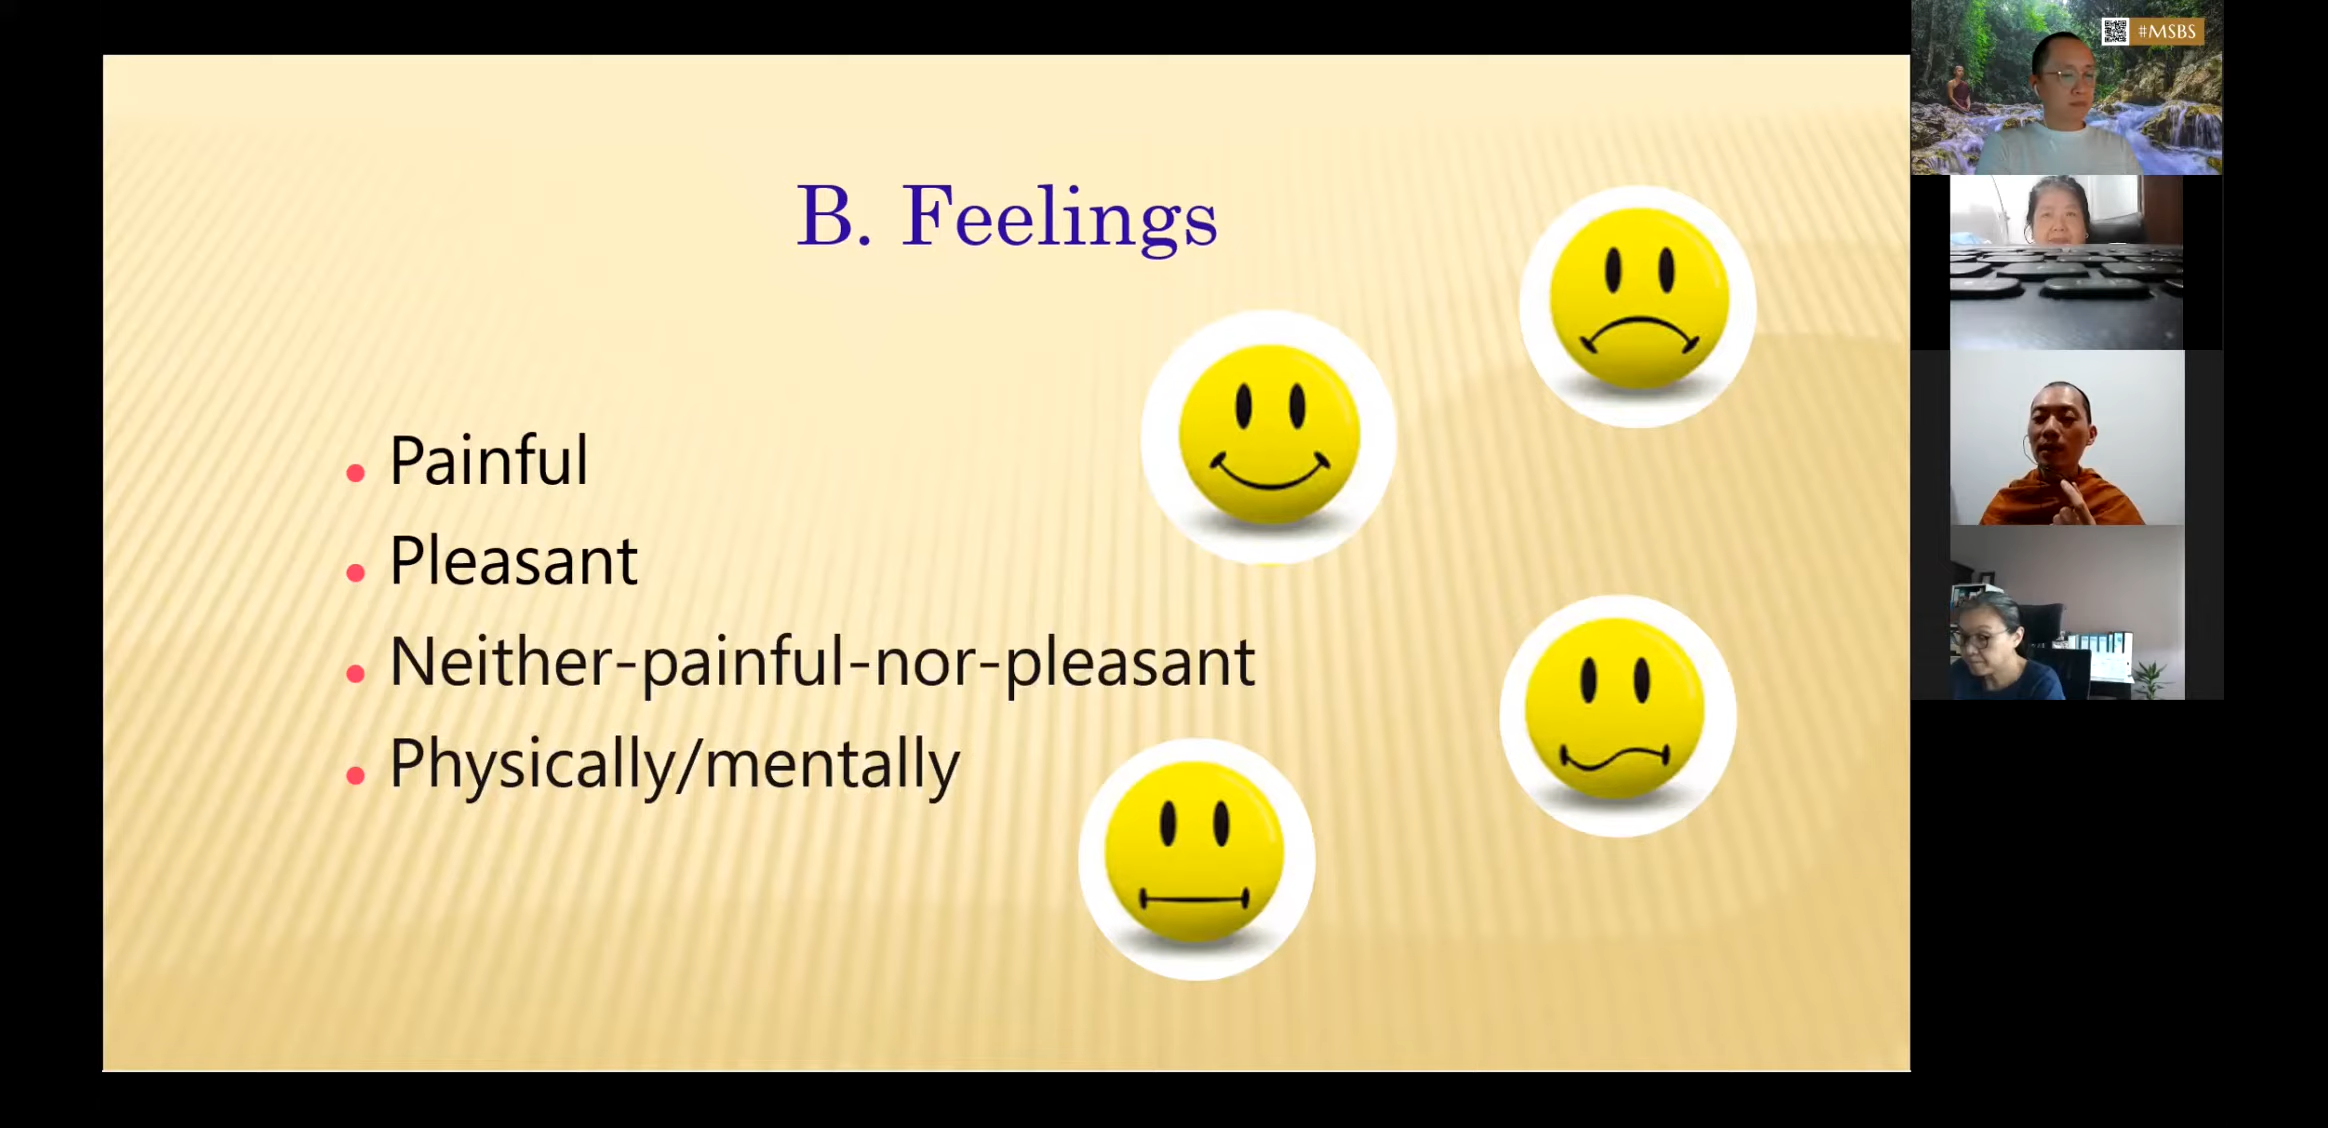 B. Feelings
Painful
Pleasant
Neither-painful-nor-pleasant
Physically/mentally
#MSBS